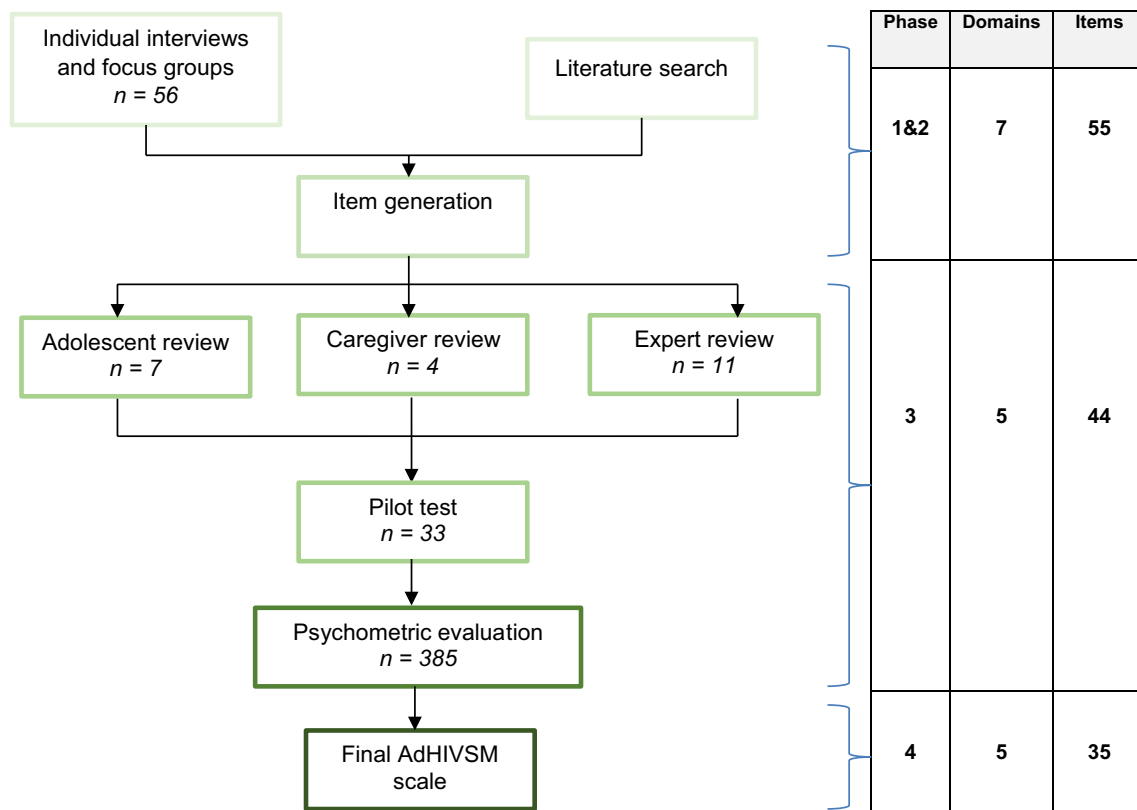 Individual interviews
and focus groups
n = 56
Literature search
Item generation
Adolescent review
n = 7
Caregiver review
n = 4
Expert review
n = 11
Pilot test
n = 33
Psychometric evaluation
n = 385
Final AdHIVSM
scale
Phase Domains Items
1&2 7 55
3 5 44
4 5 35